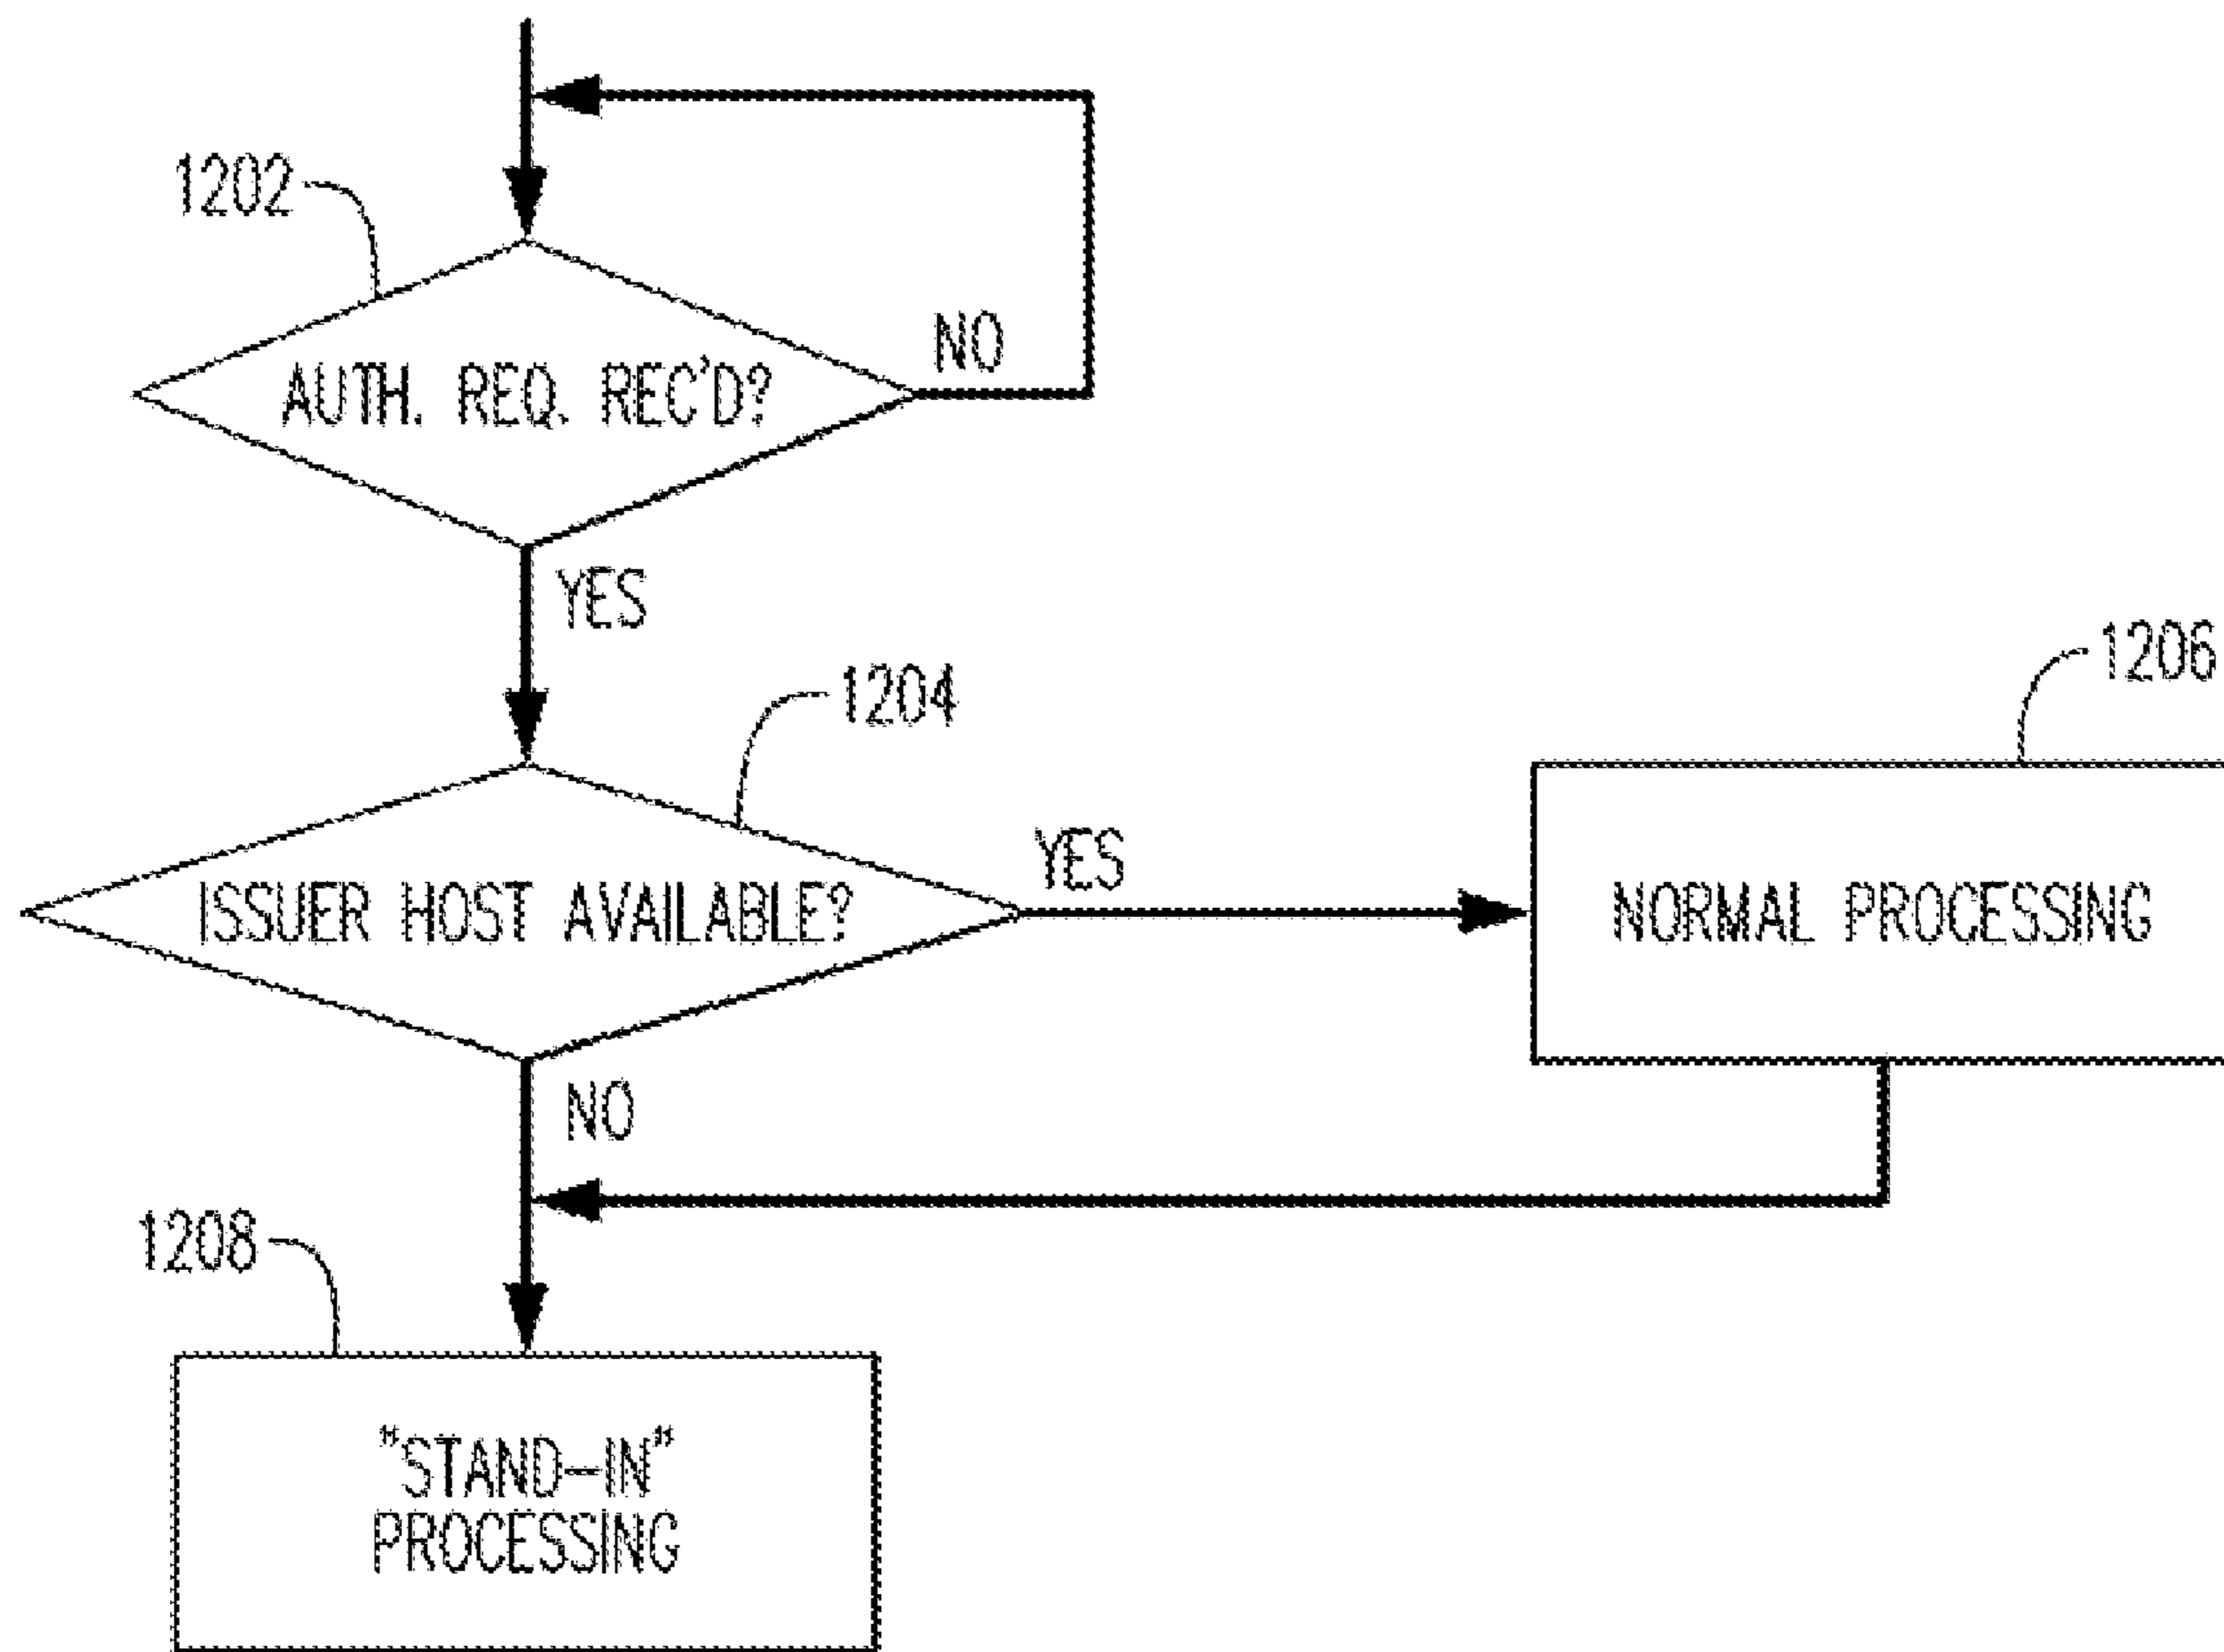 1202
NO
AUTH. REQ. REC'D?
YES
1206
1204
YES
ISSUER HOST AVAILABLE?
NORMAL PROCESSING
NO
1208
"STAND-IN"
PROCESSING